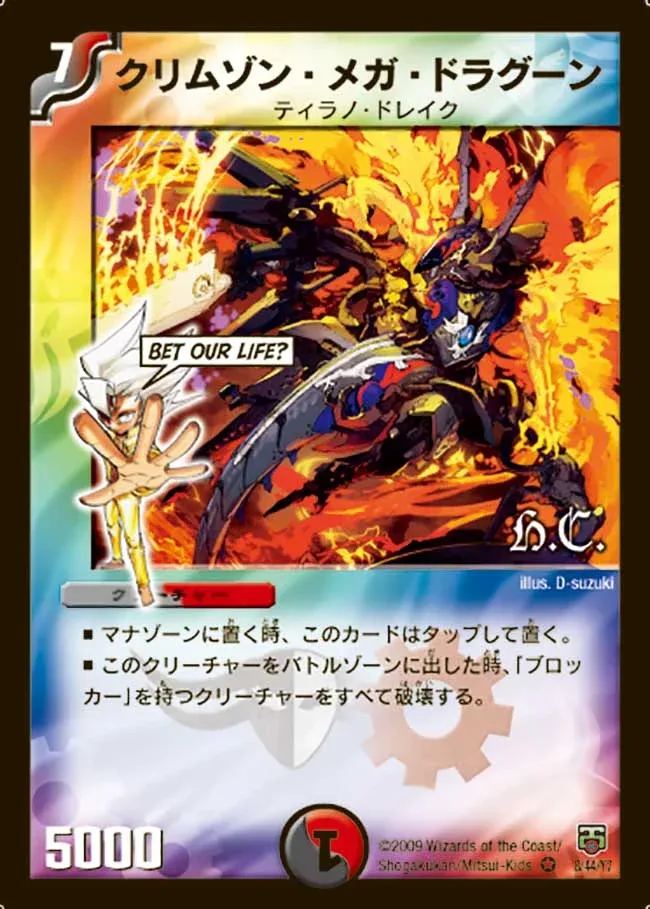 7
クリムゾン・メガ・ドラグーン
ティラノ・ドレイク
BET OUR LIFE?
H.C.
illus. D-suzuki
クリーチャー
■ マナゾーンに置く時、このカードはタップして置く。
■ このクリーチャーをバトルゾーンに出した時、「ブロッ
カー」を持つクリーチャーをすべて破壊する。
5000
1
©2009 Wizards of the Coast/
Shogakukan/Mitsui-Kids
8/44/Y7